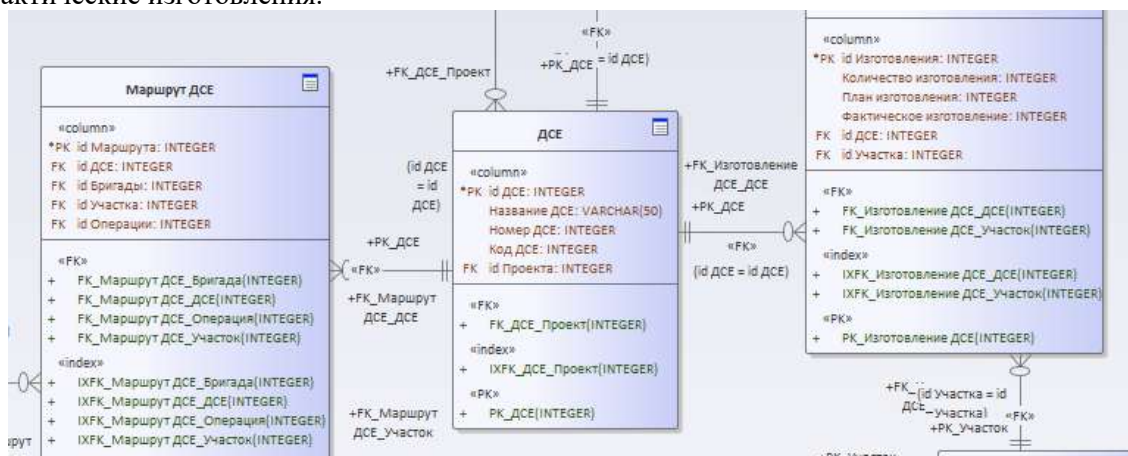 актические изготовления.
Маршрут ДСЕ
«column»
*PK id Маршрута: INTEGER
FK id ДСЕ: INTEGER
FK id Бригады: INTEGER
FK id Участка: INTEGER
FK id Операции: INTEGER
«FK»
+ FK_Маршрут ДСЕ_Бригада(INTEGER)
+ FK_Маршрут ДСЕ_ДСЕ(INTEGER)
+ FK_Маршрут ДСЕ_Операция(INTEGER)
+ FK_Маршрут ДСЕ_Участок(INTEGER)
«index»
+ IXFK_Маршрут ДСЕ_Бригада(INTEGER)
+ IXFK_Маршрут ДСЕ_ДСЕ(INTEGER)
+ IXFK_Маршрут ДСЕ_Операция(INTEGER)
+ IXFK_Маршрут ДСЕ_Участок(INTEGER)
+FK_ДСЕ_Проект
«FK»
+PK_ДСЕ = id ДСЕ)
(id ДСЕ
= id
ДСЕ)
+PK_ДСЕ
«FK»
+FK_Маршрут
ДСЕ_ДСЕ
+FK_Маршрут
ДСЕ_Участок
ДСЕ
«column»
*PK id ДСЕ: INTEGER
Название ДСЕ: VARCHAR(50)
Номер ДСЕ: INTEGER
Код ДСЕ: INTEGER
FK id Проекта: INTEGER
«FK»
+ FK_ДСЕ_Проект(INTEGER)
«index»
+ IXFK_ДСЕ_Проект(INTEGER)
«PK»
+ PK_ДСЕ(INTEGER)
+FK_Изготовление
ДСЕ_ДСЕ
+PK_ДСЕ
«FK»
(id ДСЕ = id ДСЕ)
«column»
*PK id Изготовления: INTEGER
Количество изготовления: INTEGER
План изготовления: INTEGER
Фактическое изготовление: INTEGER
FK id ДСЕ: INTEGER
FK id Участка: INTEGER
«FK»
+ FK_Изготовление ДСЕ_ДСЕ(INTEGER)
+ FK_Изготовление ДСЕ_Участок(INTEGER)
«index»
+ IXFK_Изготовление ДСЕ_ДСЕ(INTEGER)
+ IXFK_Изготовление ДСЕ_Участок(INTEGER)
«PK»
+ PK_Изготовление ДСЕ(INTEGER)
+FK_
(id Участка = id
ДСЕ_
Участка)
«FK»
+PK_Участок